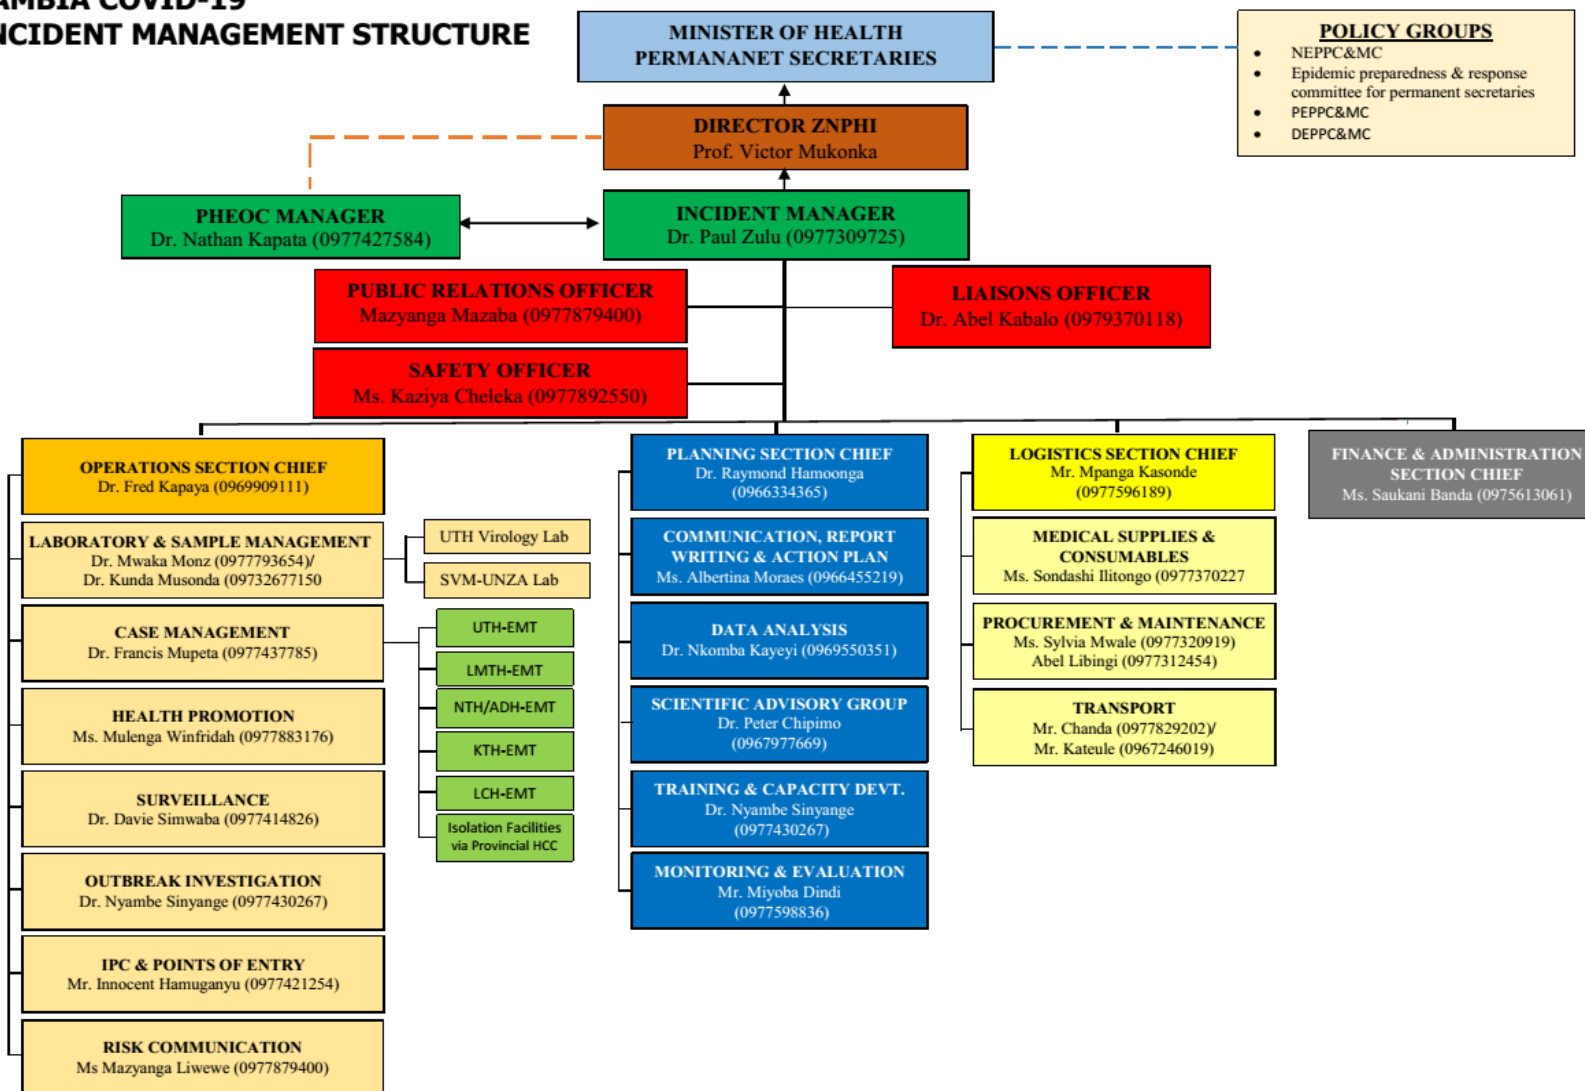 AMBIA COVID-19
NCIDENT MANAGEMENT STRUCTURE
MINISTER OF HEALTH
PERMANANET SECRETARIES
POLICY GROUPS
• NEPPC&MC
• Epidemic preparedness & response
committee for permanent secretaries
• PEPPC&MC
• DEPPC&MC
DIRECTOR ZNPHI
Prof. Victor Mukonka
PHEOC MANAGER
Dr. Nathan Kapata (0977427584)
INCIDENT MANAGER
Dr. Paul Zulu (0977309725)
PUBLIC RELATIONS OFFICER
Mazyanga Mazaba (0977879400)
LIAISONS OFFICER
Dr. Abel Kabalo (0979370118)
SAFETY OFFICER
Ms. Kaziya Cheleka (0977892550)
OPERATIONS SECTION CHIEF
Dr. Fred Kapaya (0969909111)
LABORATORY & SAMPLE MANAGEMENT
Dr. Mwaka Monz (0977793654)/
Dr. Kunda Musonda (09732677150
UTH Virology Lab
SVM-UNZA Lab
CASE MANAGEMENT
Dr. Francis Mupeta (0977437785)
UTH-EMT
LMTH-EMT
NTH/ADH-EMT
KTH-EMT
LCH-EMT
Isolation Facilities
via Provincial HCC
HEALTH PROMOTION
Ms. Mulenga Winfridah (0977883176)
SURVEILLANCE
Dr. Davie Simwaba (0977414826)
OUTBREAK INVESTIGATION
Dr. Nyambe Sinyange (0977430267)
IPC & POINTS OF ENTRY
Mr. Innocent Hamuganyu (0977421254)
RISK COMMUNICATION
Ms Mazyanga Liwewe (0977879400)
PLANNING SECTION CHIEF
Dr. Raymond Hamoonga
(0966334365)
COMMUNICATION, REPORT
WRITING & ACTION PLAN
Ms. Albertina Moraes (0966455219)
DATA ANALYSIS
Dr. Nkomba Kayeyi (0969550351)
SCIENTIFIC ADVISORY GROUP
Dr. Peter Chipimo
(0967977669)
TRAINING & CAPACITY DEVT.
Dr. Nyambe Sinyange
(0977430267)
MONITORING & EVALUATION
Mr. Miyoba Dindi
(0977598836)
LOGISTICS SECTION CHIEF
Mr. Mpanga Kasonde
(0977596189)
MEDICAL SUPPLIES &
CONSUMABLES
Ms. Sondashi Ilitongo (0977370227
PROCUREMENT & MAINTENANCE
Ms. Sylvia Mwale (0977320919)
Abel Libingi (0977312454)
TRANSPORT
Mr. Chanda (0977829202)/
Mr. Kateule (0967246019)
FINANCE & ADMINISTRATION
SECTION CHIEF
Ms. Saukani Banda (0975613061)